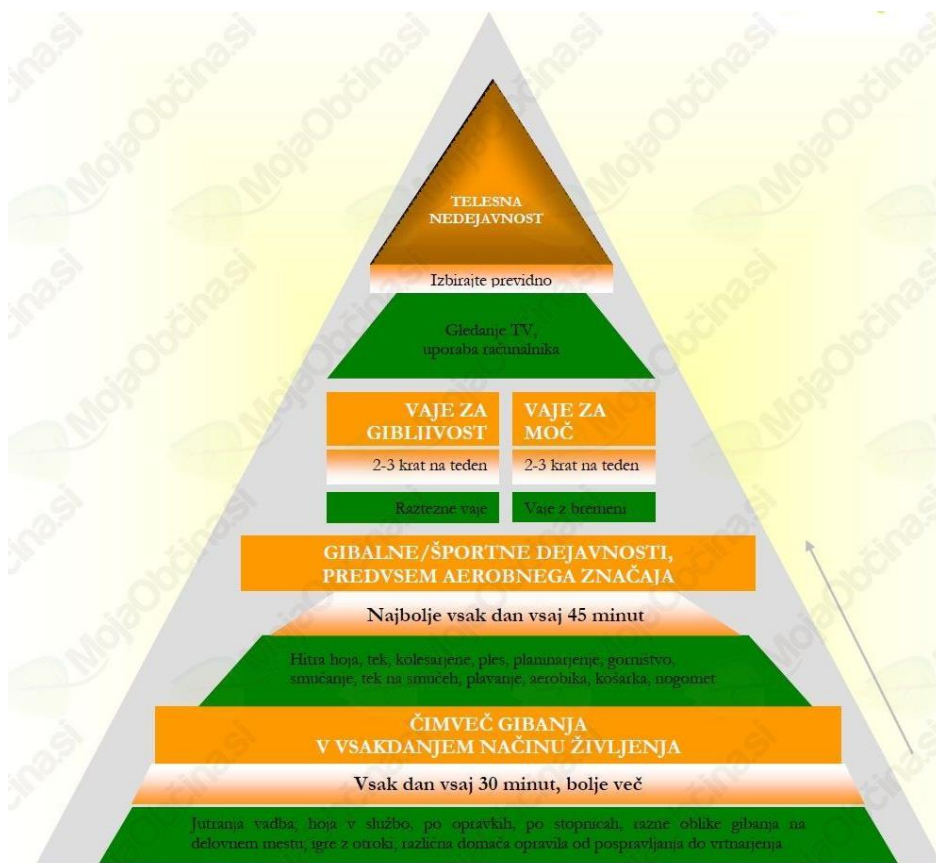 TELESNA
NEDEJAVNOST
Izbirajte previdno
Gledanje TV,
uporaba računalnika
VAJE ZA
GIBLJIVOST
2-3 krat na teden
Raztezne vaje
VAJE ZA
MOČ
2-3 krat na teden
Vaje z bremeni
GIBALNE/ŠPORTNE DEJAVNOSTI,
PREDVSEM AEROBNEGA ZNAČAJA
Najbolje vsak dan vsaj 45 minut
Hitra hoja, tek, kolesarjene, ples, planinarjenje, gorništvo,
smučanje, tek na smučeh, plavanje, aerobika, košarka, nogomet
ČIMVEČ GIBANJA
V VSAKDANJEM NAČINU ŽIVLJENJA
Vsak dan vsaj 30 minut, bolje več
Jutranja vadba; hoja v službo, po opravkih, po stopnicah, razne oblike gibanja na
delovnem mestu; igre z otroki; različna domača opravila od pospravljanja do vrtnarjenja
MojaObčina.si